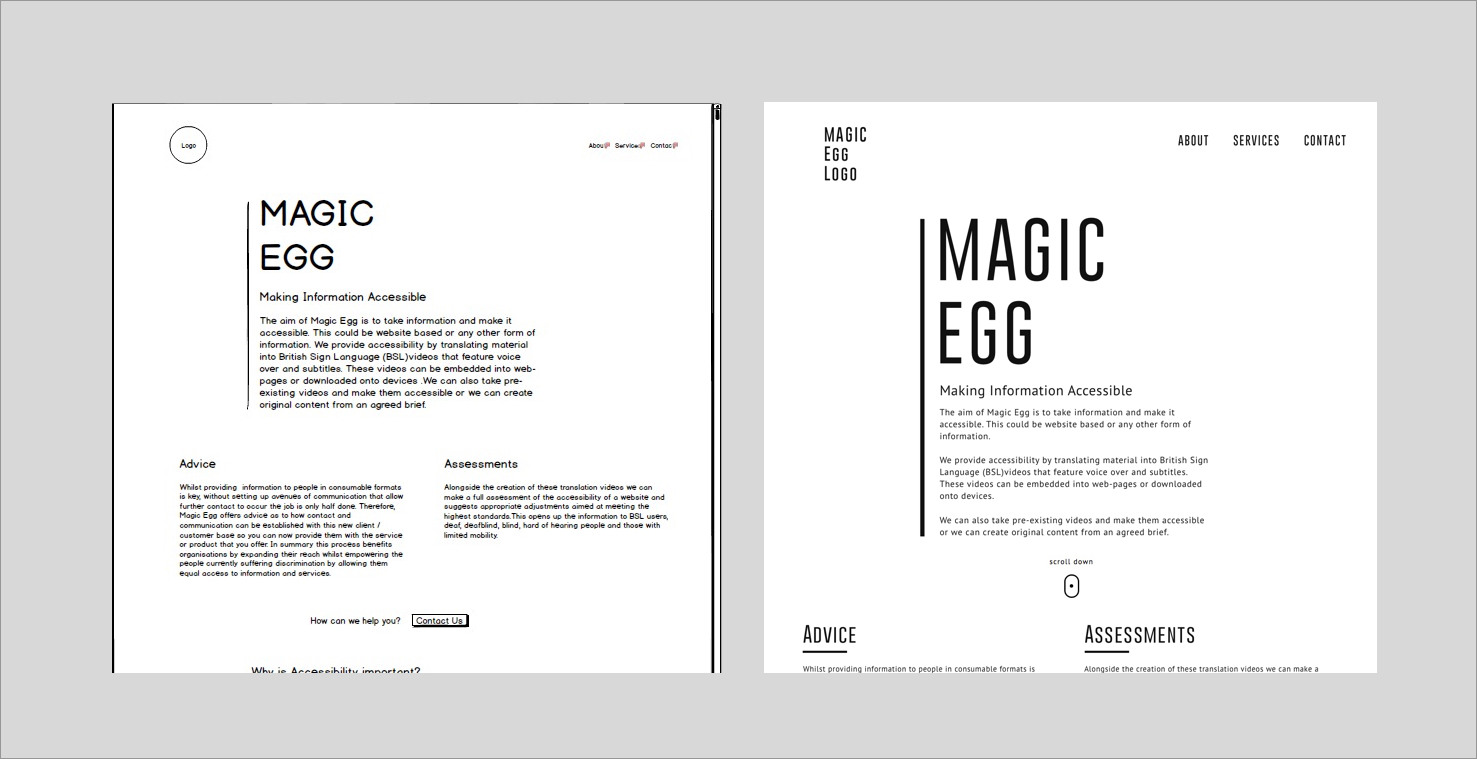 Logo
About Services Contact
MAGIC
EGG
Making Information Accessible
The aim of Magic Egg is to take information and make it
accessible. This could be website based or any other form of
information. We provide accessibility by translating material
into British Sign Language (BSL)videos that feature voice
over and subtitles. These videos can be embedded into web-
pages or downloaded onto devices .We can also take pre-
existing videos and make them accessible or we can create
original content from an agreed brief.
Advice
Whilst providing  information to people in consumable formats
is key, without setting up avenues of communication that allow
further contact to occur the job is only half done. Therefore,
Magic Egg offers advice as to how contact and
communication can be established with this new client /
customer base so you can now provide them with the service
or product that you offer. In summary this process benefits
organisations by expanding their reach whilst empowering the
people currently suffering discrimination by allowing them
equal access to information and services.
Assessments
Alongside the creation of these translation videos we can
make a full assessment of the accessibility of a website and
suggests appropriate adjustments aimed at meeting the
highest standards.This opens up the information to BSL users,
deaf, deafblind, blind, hard of hearing people and those with
limited mobility.
How can we help you? Contact Us
Why is Accessibility important?
MAGIC
EGG
LOGO
ABOUT SERVICES CONTACT
MAGIC
EGG
Making Information Accessible
The aim of Magic Egg is to take information and make it
accessible. This could be website based or any other form of
information.
We provide accessibility by translating material into British Sign
Language (BSL)videos that feature voice over and subtitles.
These videos can be embedded into web-pages or downloaded
onto devices.
We can also take pre-existing videos and make them accessible
or we can create original content from an agreed brief.
scroll down
ADVICE
Whilst providing information to people in consumable formats is
ASSESSMENTS
Alongside the creation of these translation videos we can make a